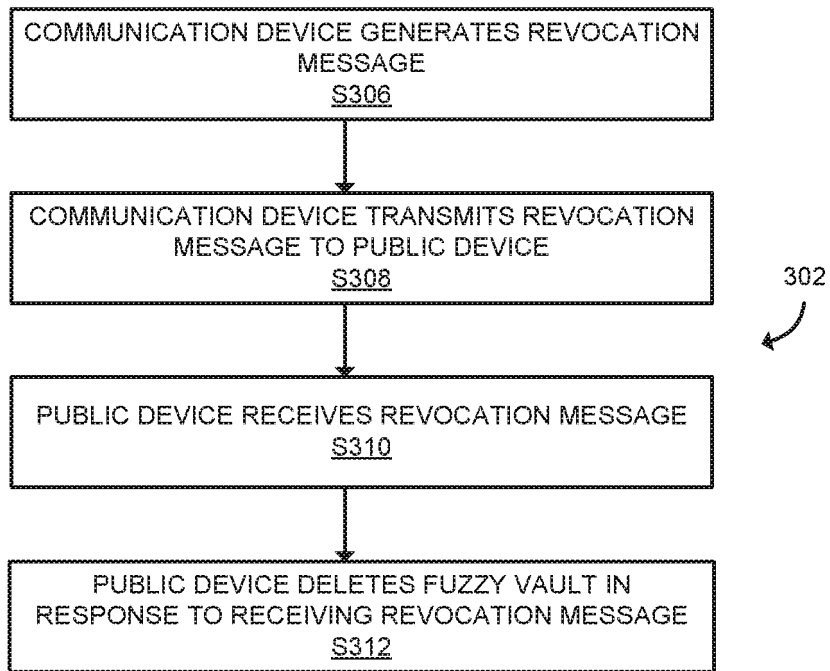 COMMUNICATION DEVICE GENERATES REVOCATION
MESSAGE
S306
COMMUNICATION DEVICE TRANSMITS REVOCATION
MESSAGE TO PUBLIC DEVICE
S308
302
PUBLIC DEVICE RECEIVES REVOCATION MESSAGE
S310
PUBLIC DEVICE DELETES FUZZY VAULT IN
RESPONSE TO RECEIVING REVOCATION MESSAGE
S312